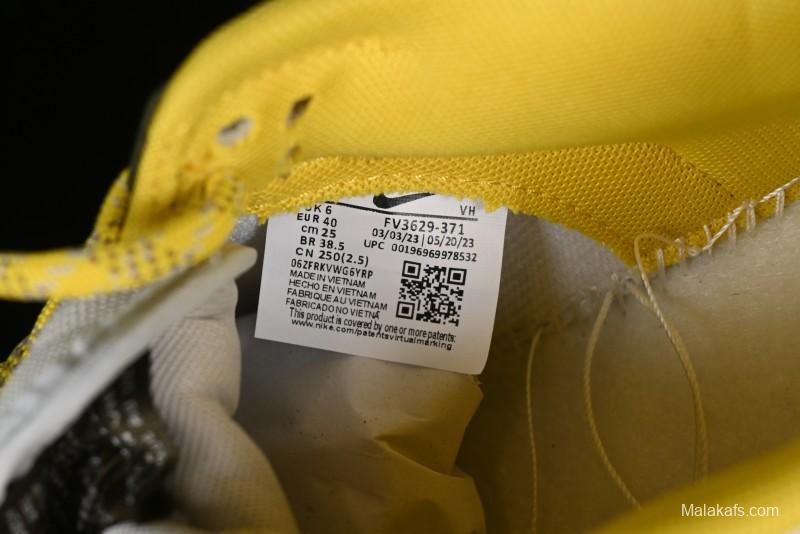 UK 6
EUR 40
cm 25
BR 38.5
CN 250(2.5)
06ZFRKVWG6YRP
VH
FV3629-371
03/03/23 | 05/20/23
UPC 00196969978532
MADE IN VIETNAM
HECHO EN VIETNAM
FABRIQUE AU VIETNAM
FABRICADO NO VIETNÃ
This product is covered by one or more patents:
www.nike.com/patentsvirtualmarking
Malakafs.com